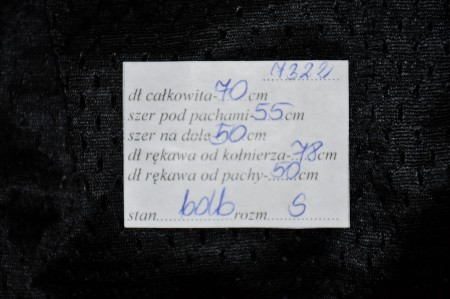 7322
dł całkowita-70cm
szer pod pachami-55cm
szer na dole 50cm
dł rękawa od kołnierza-78cm
dł rękawa od pachy-50cm
stan bdb rozm S